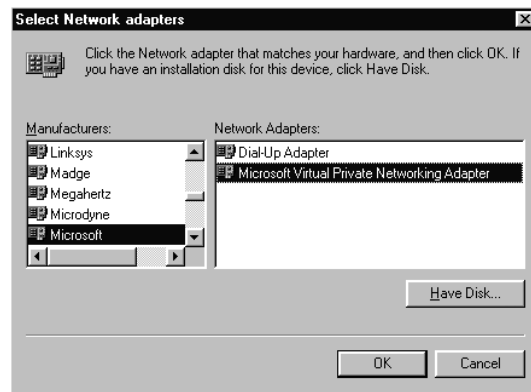 Select Network adapters
Click the Network adapter that matches your hardware, and then click OK. If
you have an installation disk for this device, click Have Disk.
Manufacturers:
Linksys
Madge
Megahertz
Microdyne
Microsoft
Network Adapters:
Dial-Up Adapter
Microsoft Virtual Private Networking Adapter
Have Disk...
OK
Cancel